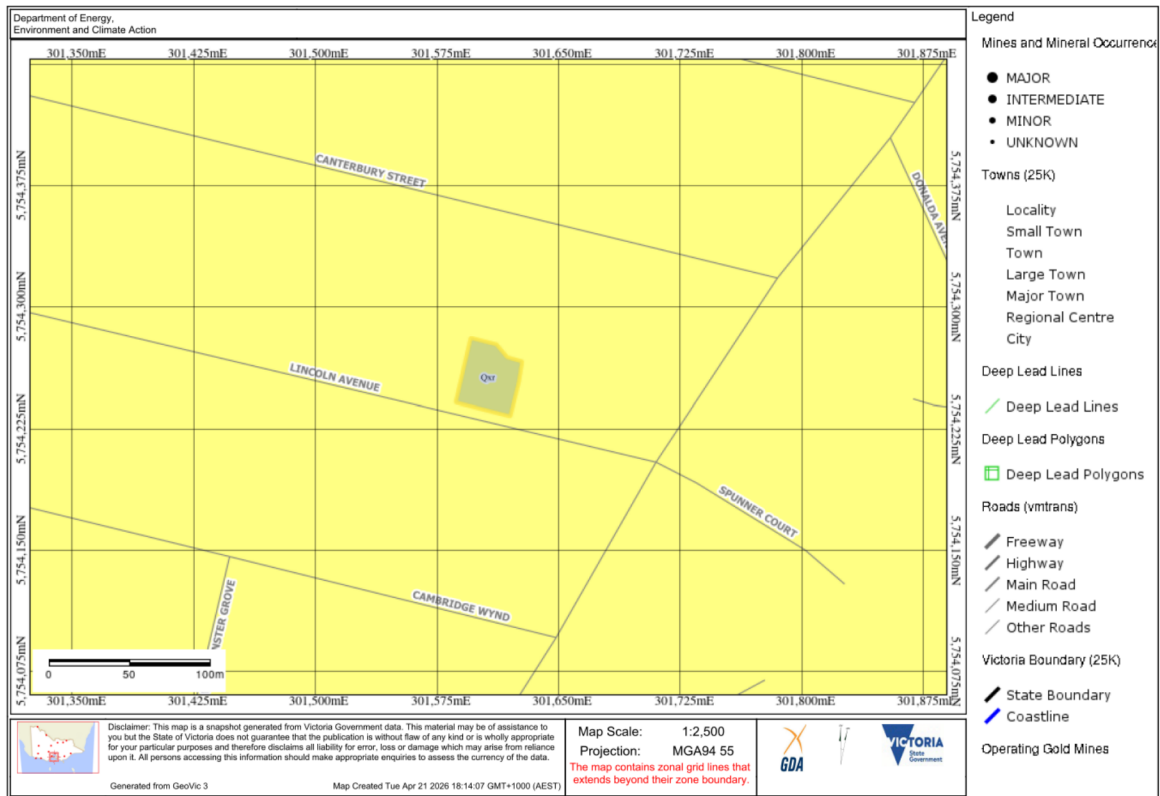 Department of Energy,
Environment and Climate Action
301,350mE 301,425mE 301,500mE 301,575mE 301,650mE 301,725mE 301,800mE 301,875mE
5,754,375mN
5,754,300mN
5,754,225mN
5,754,150mN
5,754,075mN
CANTERBURY STREET
DONALDA AVEN
LINCOLN AVENUE
Qxt
SPUNNER COURT
CAMBRIDGE WYND
NSTER GROVE
0 50 100m
5,754,375mN
5,754,300mN
5,754,225mN
5,754,150mN
5,754,075mN
301,350mE 301,425mE 301,500mE 301,575mE 301,650mE 301,725mE 301,800mE 301,875mE
Legend
Mines and Mineral Occurrence
MAJOR
INTERMEDIATE
MINOR
UNKNOWN
Towns (25K)
Locality
Small Town
Town
Large Town
Major Town
Regional Centre
City
Deep Lead Lines
Deep Lead Lines
Deep Lead Polygons
Deep Lead Polygons
Roads (vmtrans)
Freeway
Highway
Main Road
Medium Road
Other Roads
Victoria Boundary (25K)
State Boundary
Coastline
Operating Gold Mines
Disclaimer: This map is a snapshot generated from Victoria Government data. This material may be of assistance to
you but the State of Victoria does not guarantee that the publication is without flaw of any kind or is wholly appropriate
for your particular purposes and therefore disclaims all liability for error, loss or damage which may arise from reliance
upon it. All persons accessing this information should make appropriate enquiries to assess the currency of the data.
Generated from GeoVic 3 Map Created Tue Apr 21 2026 18:14:07 GMT+1000 (AEST)
Map Scale: 1:2,500
Projection: MGA94 55
The map contains zonal grid lines that
extends beyond their zone boundary.
GDA
VICTORIA
State
Government